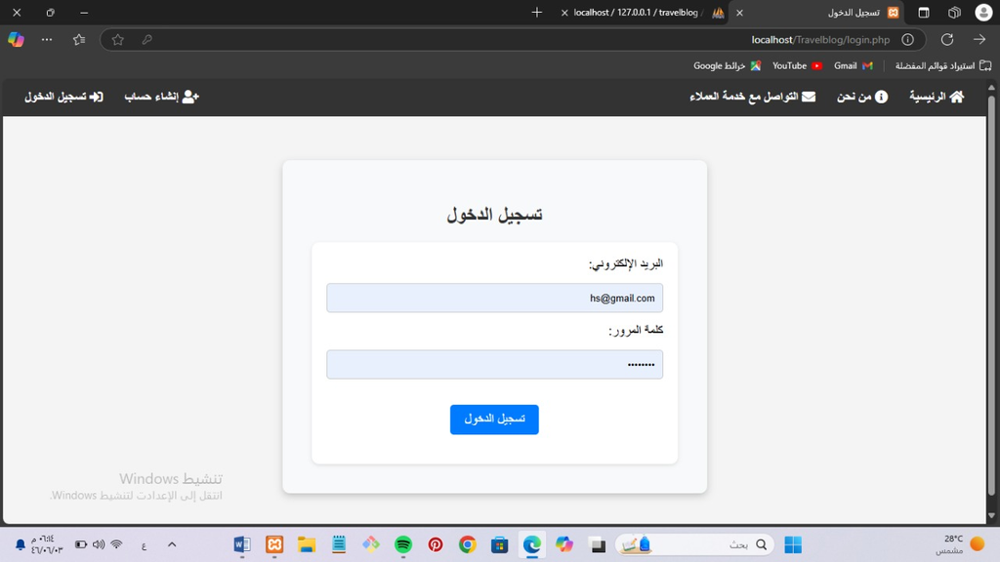 تسجيل الدخول
localhost / 127.0.0.1 / travelblog
localhost/Travelblog/login.php
استيراد قوائم المفضلة
Gmail
YouTube
خرائط Google
الرئيسية
من نحن
التواصل مع خدمة العملاء
إنشاء حساب
تسجيل الدخول
تسجيل الدخول
البريد الإلكتروني:
hs@gmail.com
كلمة المرور:
••••••••
تسجيل الدخول
تنشيط Windows
انتقل إلى الإعدادت لتنشيط Windows.
28°C
مشمس
بحث
ع
٠٦:١٤ م
٤٦/٠٦/٠٣